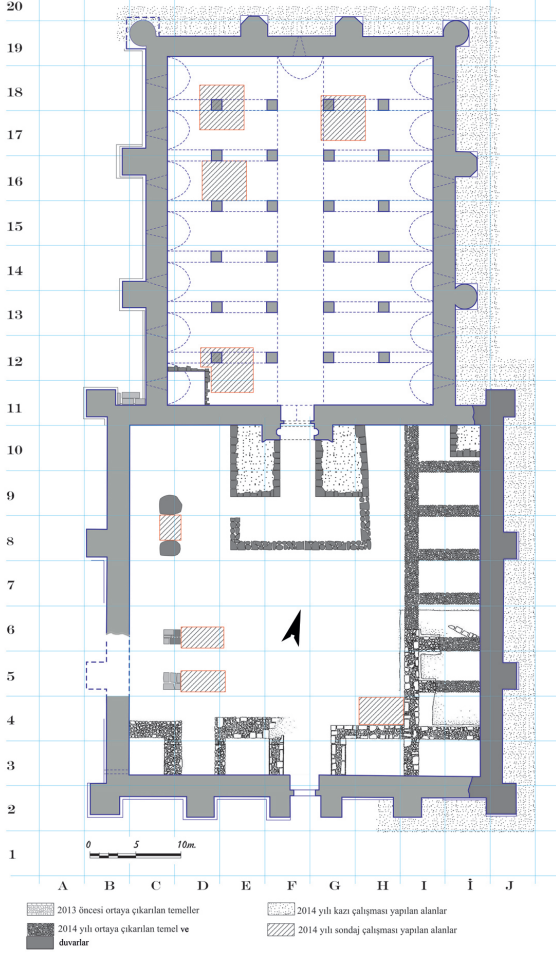 20
19
18
17
16
15
14
13
12
11
10
9
8
7
6
5
4
3
2
1
0 5 10m.
A B C D E F G H I İ J
2013 öncesi ortaya çıkarılan temeller
2014 yılı kazı çalışması yapılan alanlar
2014 yılı ortaya çıkarılan temel ve
duvarlar
2014 yılı sondaj çalışması yapılan alanlar